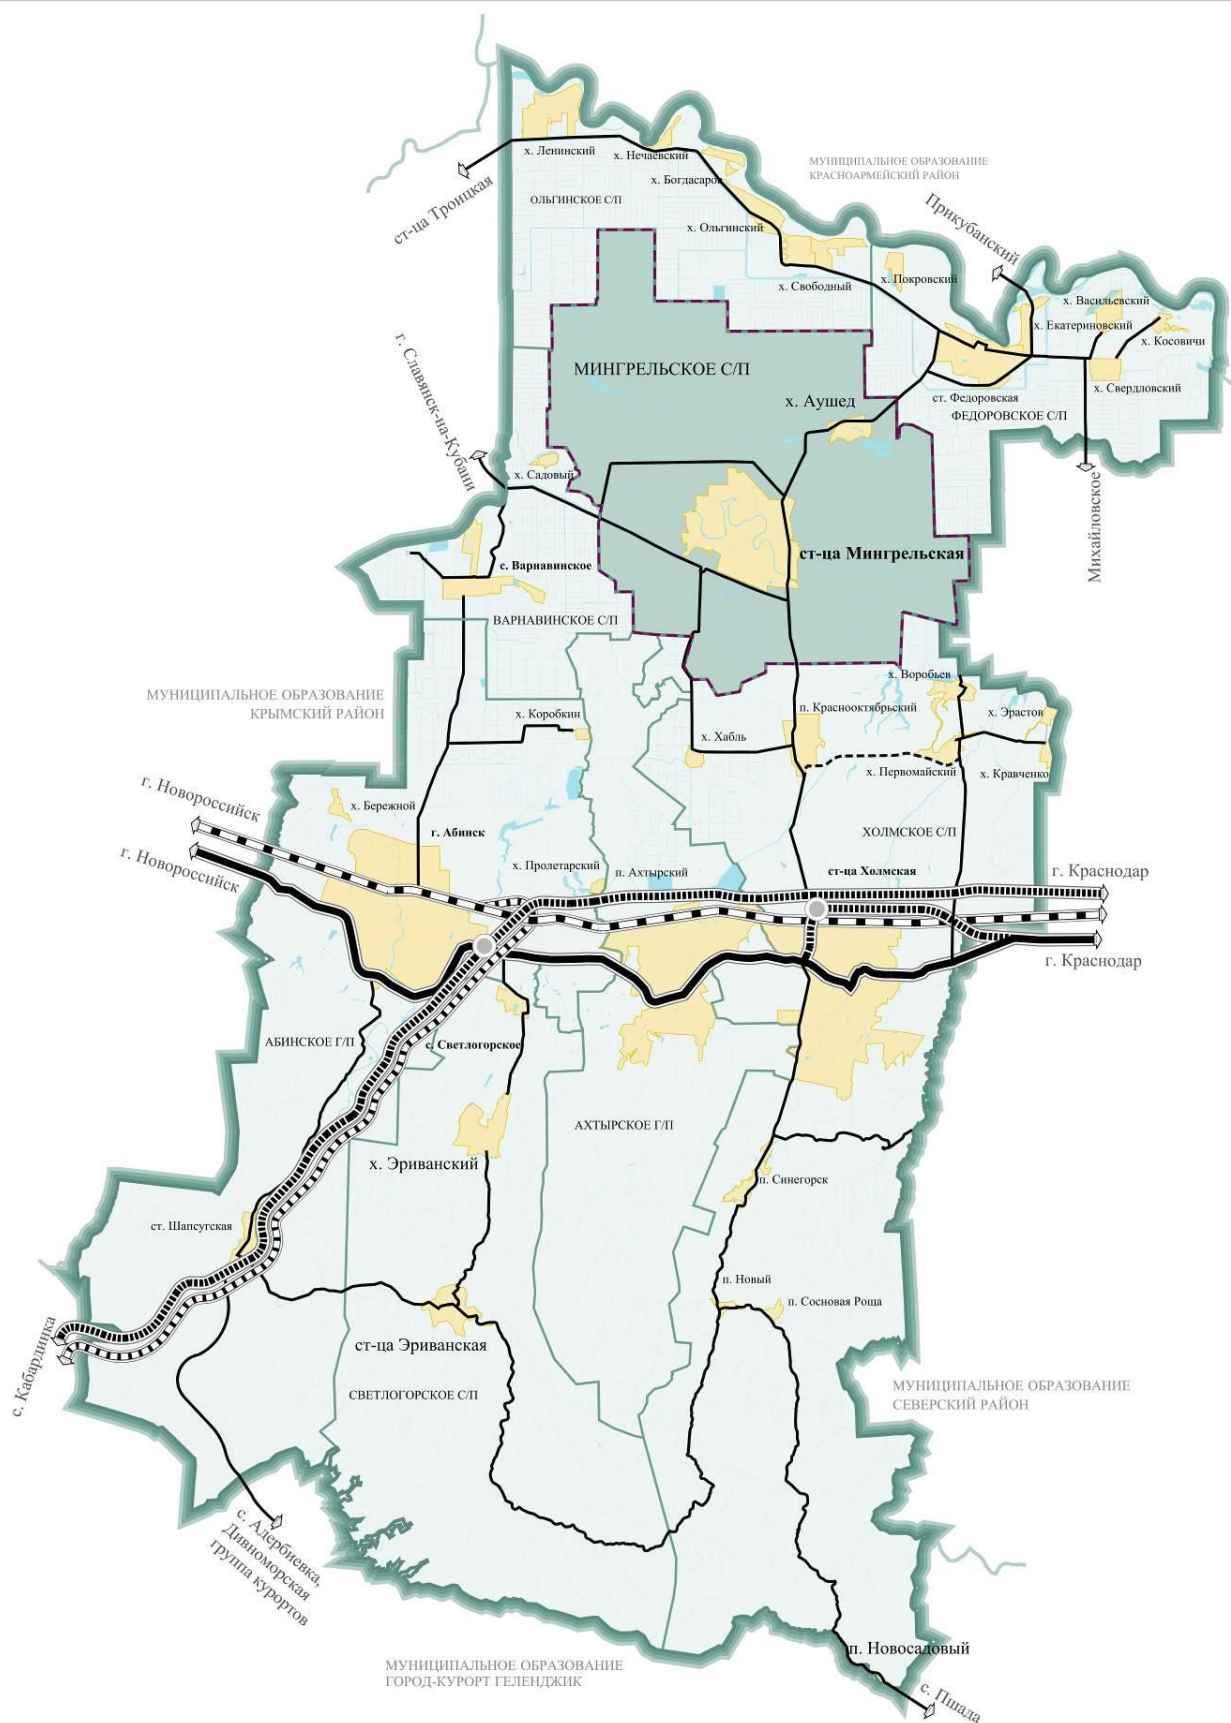 х. Ленинский
х. Нечаевский
МУНИЦИПАЛЬНОЕ ОБРАЗОВАНИЕ
КРАСНОАРМЕЙСКИЙ РАЙОН
х. Богдасаров
ст-ца Троицкая
ОЛЬГИНСКОЕ С/П
Прикубанский
х. Ольгинский
х. Покровский
х. Свободный
х. Васильевский
х. Екатериновский
х. Косовичи
г. Славянск-на-Кубани
МИНГРЕЛЬСКОЕ С/П
х. Свердловский
х. Аушед
ст. Федоровская
ФЕДОРОВСКОЕ С/П
х. Садовый
Михайловское
ст-ца Мингрельская
с. Варнавинское
ВАРНАВИНСКОЕ С/П
х. Воробьев
МУНИЦИПАЛЬНОЕ ОБРАЗОВАНИЕ
КРЫМСКИЙ РАЙОН
п. Краснооктябрьский
х. Эрастов
х. Коробкин
х. Хабль
х. Первомайский
х. Кравченко
г. Новороссийск
х. Бережной
г. Абинск
ХОЛМСКОЕ С/П
г. Новороссийск
х. Пролетарский
п. Ахтырский
ст-ца Холмская
г. Краснодар
г. Краснодар
АБИНСКОЕ Г/П
с. Светлогорское
АХТЫРСКОЕ Г/П
х. Эриванский
п. Синегорск
ст. Шапсугская
п. Новый
п. Сосновая Роща
с. Кабардинка
ст-ца Эриванская
СВЕТЛОГОРСКОЕ С/П
МУНИЦИПАЛЬНОЕ ОБРАЗОВАНИЕ
СЕВЕРСКИЙ РАЙОН
с. Адербиевка,
Дивноморская
группа курортов
п. Новосадовый
МУНИЦИПАЛЬНОЕ ОБРАЗОВАНИЕ
ГОРОД-КУРОРТ ГЕЛЕНДЖИК
с. Пшада